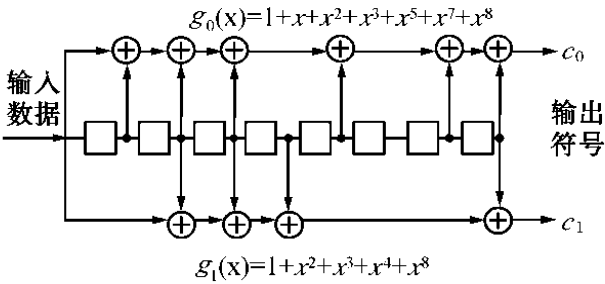 g₀(x)=1+x+x²+x³+x⁵+x⁷+x⁸
c₀
输入
数据
输出
符号
c₁
g₁(x)=1+x²+x³+x⁴+x⁸